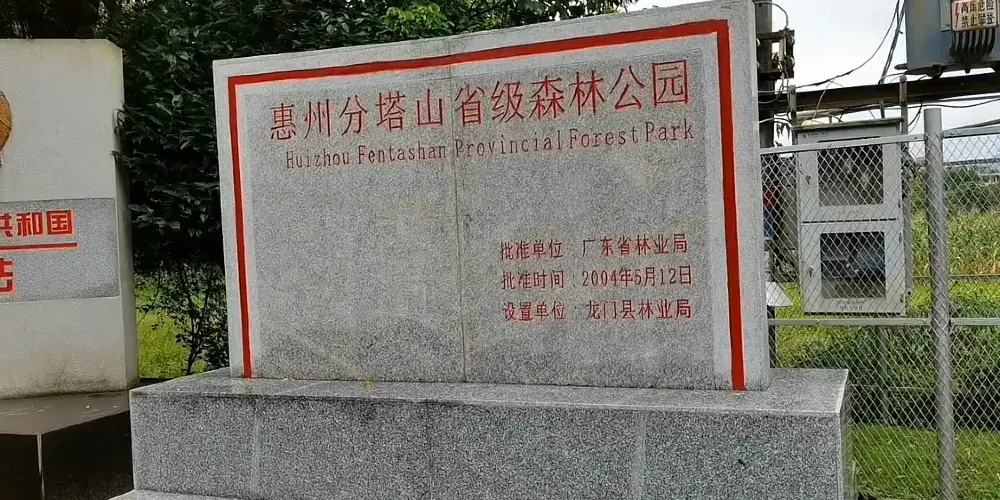 惠州分塔山省级森林公园
Huizhou Fentashan Provincial Forest Park
批准单位：广东省林业局
批准时间：2004年5月12日
设置单位：龙门县林业局
共和国